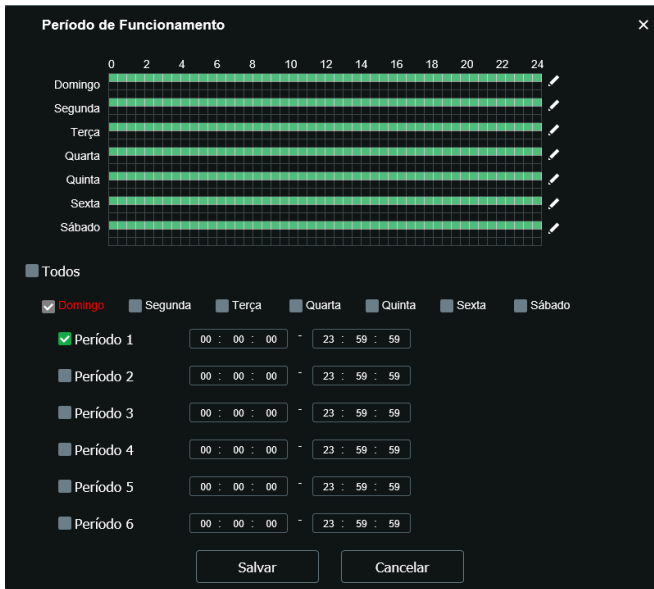 Período de Funcionamento
0 2 4 6 8 10 12 14 16 18 20 22 24
Domingo
Segunda
Terça
Quarta
Quinta
Sexta
Sábado
Todos
Domingo Segunda Terça Quarta Quinta Sexta Sábado
Período 1 00 : 00 : 00 - 23 : 59 : 59
Período 2 00 : 00 : 00 - 23 : 59 : 59
Período 3 00 : 00 : 00 - 23 : 59 : 59
Período 4 00 : 00 : 00 - 23 : 59 : 59
Período 5 00 : 00 : 00 - 23 : 59 : 59
Período 6 00 : 00 : 00 - 23 : 59 : 59
Salvar Cancelar